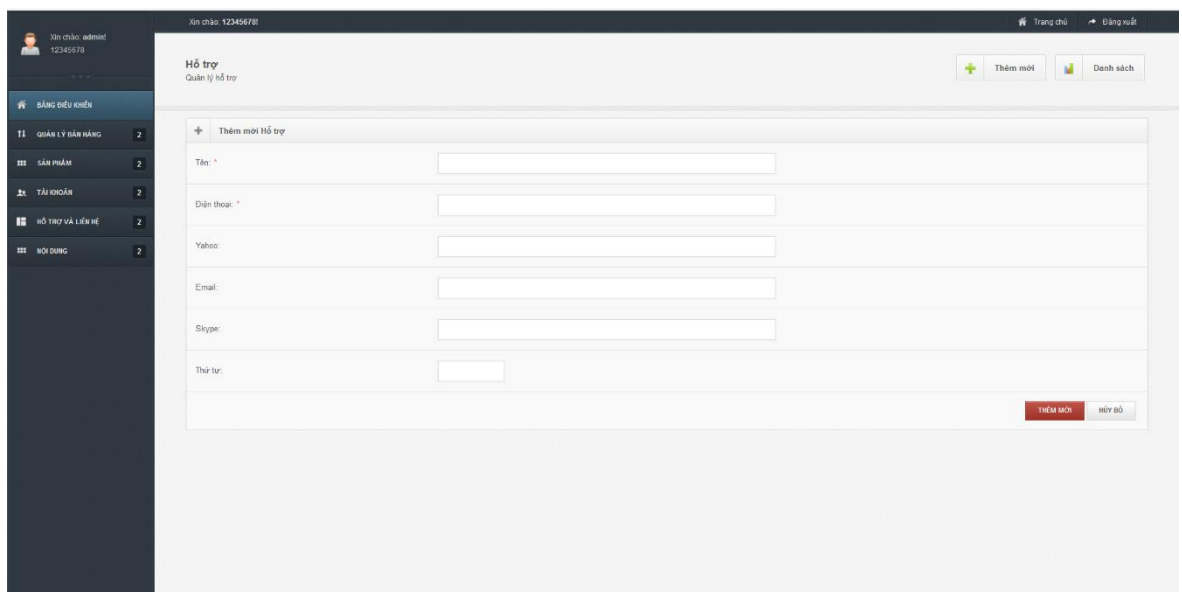 Xin chào: admin!
12345678
BẢNG ĐIỀU KHIỂN
QUẢN LÝ BÁN HÀNG 2
SẢN PHẨM 2
TÀI KHOẢN 2
HỖ TRỢ VÀ LIÊN HỆ 2
NỘI DUNG 2
Xin chào: 12345678!
Trang chủ Đăng xuất
Hỗ trợ
Quản lý hỗ trợ
Thêm mới Danh sách
Thêm mới Hỗ trợ
Tên: *
Điện thoại: *
Yahoo:
Email:
Skype:
Thứ tự:
THÊM MỚI HỦY BỎ